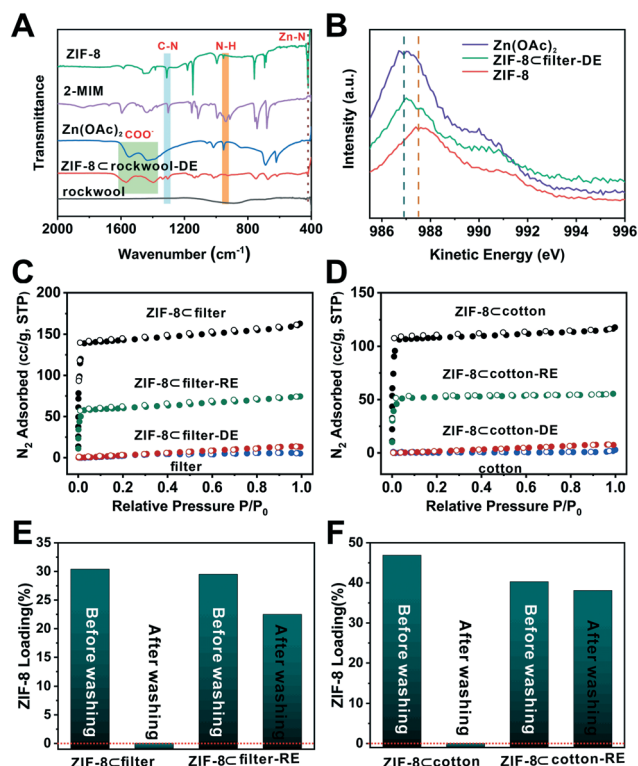 A
ZIF-8
C-N
N-H
Zn-N
2-MIM
Zn(OAc)2
COO-
ZIF-8⊂rockwool-DE
rockwool
Transmittance
2000 1600 1200 800 400
Wavenumber (cm-1)
B
Zn(OAc)2
ZIF-8⊂filter-DE
ZIF-8
Intensity (a.u.)
986 988 990 992 994 996
Kinetic Energy (eV)
C
200
150
100
50
0
N2 Adsorbed (cc/g, STP)
ZIF-8⊂filter
ZIF-8⊂filter-RE
ZIF-8⊂filter-DE
filter
0.0 0.2 0.4 0.6 0.8 1.0
Relative Pressure P/P0
D
150
100
50
0
N2 Adsorbed (cc/g, STP)
ZIF-8⊂cotton
ZIF-8⊂cotton-RE
ZIF-8⊂cotton-DE
cotton
0.0 0.2 0.4 0.6 0.8 1.0
Relative Pressure P/P0
E
35
30
25
20
15
10
5
0
ZIF-8 Loading(%)
Before washing
After washing
Before washing
After washing
ZIF-8⊂filter ZIF-8⊂filter-RE
F
50
40
30
20
10
0
ZIF-8 Loading(%)
Before washing
After washing
Before washing
After washing
ZIF-8⊂cotton ZIF-8⊂cotton-RE